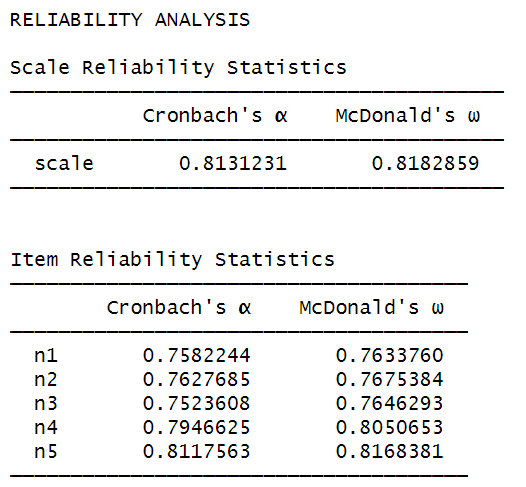 RELIABILITY ANALYSIS
Scale Reliability Statistics
Cronbach's α McDonald's ω
scale 0.8131231 0.8182859
Item Reliability Statistics
Cronbach's α McDonald's ω
n1 0.7582244 0.7633760
n2 0.7627685 0.7675384
n3 0.7523608 0.7646293
n4 0.7946625 0.8050653
n5 0.8117563 0.8168381